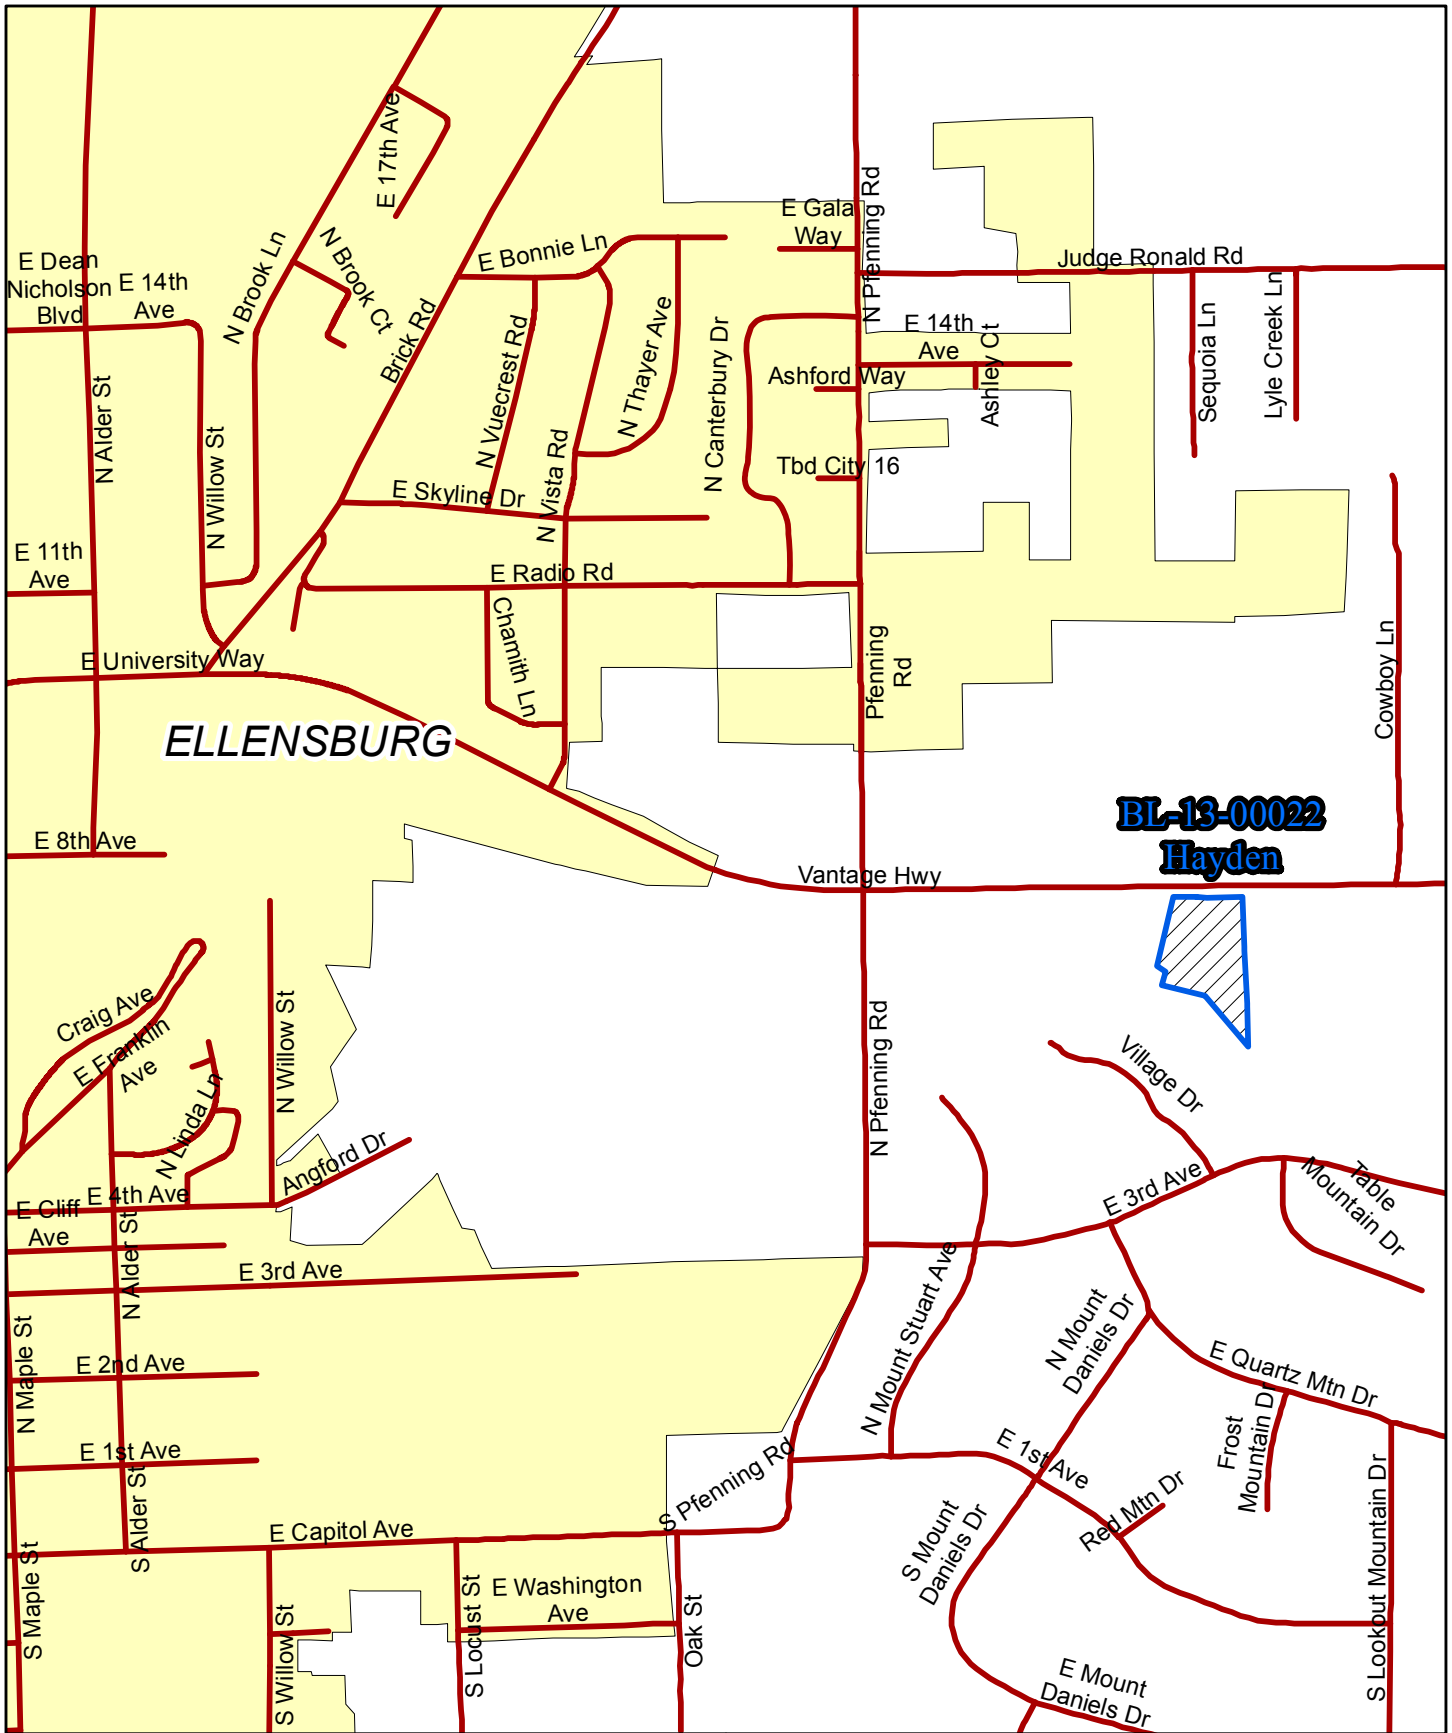 E 17th Ave
N Brook Ln
N Brook Ct
E Dean
Nicholson
Blvd
E 14th
Ave
E Bonnie Ln
E Gala
Way
N Pfenning Rd
Judge Ronald Rd
Brick Rd
N Vuecrest Rd
N Thayer Ave
N Canterbury Dr
E 14th
Ave
Ashley Ct
Ashford Way
Sequoia Ln
Lyle Creek Ln
N Alder St
N Willow St
N Vista Rd
Tbd City 16
E Skyline Dr
E 11th
Ave
E Radio Rd
Chamith Ln
Pfenning
Rd
Cowboy Ln
E University Way
ELLENSBURG
BL-13-00022
Hayden
E 8th Ave
Vantage Hwy
Craig Ave
E Franklin
Ave
N Linda Ln
N Willow St
N Pfenning Rd
Village Dr
Angford Dr
E 4th Ave
E Cliff
Ave
N Alder St
E 3rd Ave
E 3rd Ave
Table
Mountain Dr
N Mount Stuart Ave
N Mount
Daniels Dr
N Maple St
E 2nd Ave
E Quartz Mtn Dr
Frost
Mountain Dr
E 1st Ave
E 1st Ave
S Pfenning Rd
Red Mtn Dr
S Alder St
E Capitol Ave
S Mount
Daniels Dr
S Lookout Mountain Dr
S Maple St
S Willow St
S Locust St
E Washington
Ave
Oak St
E Mount
Daniels Dr